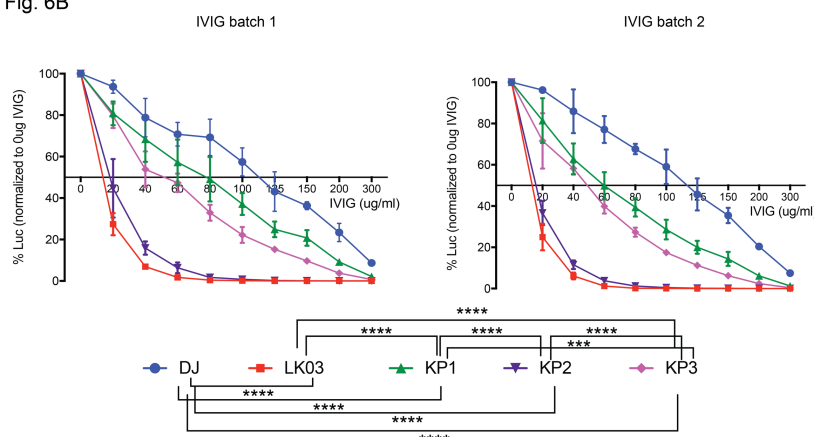 Fig. 6B
IVIG batch 1
IVIG batch 2
% Luc (normalized to 0ug IVIG)
100
80
60
40
20
0
0 20 40 60 80 100 125 150 200 300
IVIG (ug/ml)
% Luc (normalized to 0ug IVIG)
100
80
60
40
20
0
0 20 40 60 80 100 125 150 200 300
IVIG (ug/ml
****
**** **** ****
***
DJ LK03 KP1 KP2 KP3
****
****
****
****